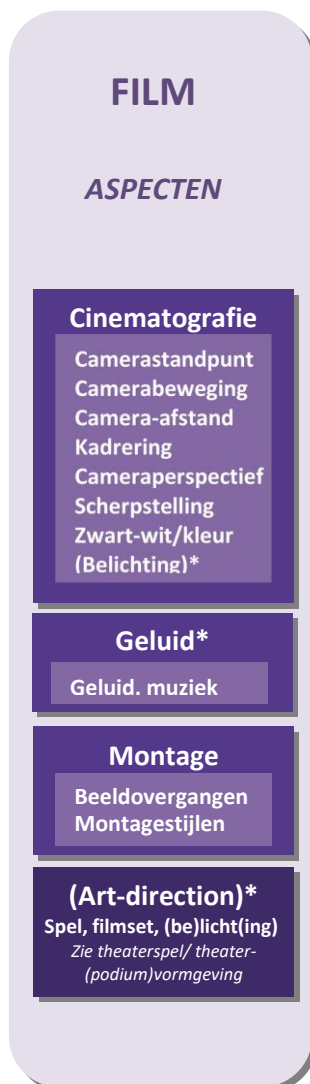 FILM
ASPECTEN
Cinematografie
Camerastandpunt
Camerabeweging
Camera-afstand
Kadrering
Cameraperspectief
Scherpstelling
Zwart-wit/kleur
(Belichting)*
Geluid*
Geluid. muziek
Montage
Beeldovergangen
Montagestijlen
(Art-direction)*
Spel, filmset, (be)licht(ing)
Zie theaterspel/ theater-
(podium)vormgeving